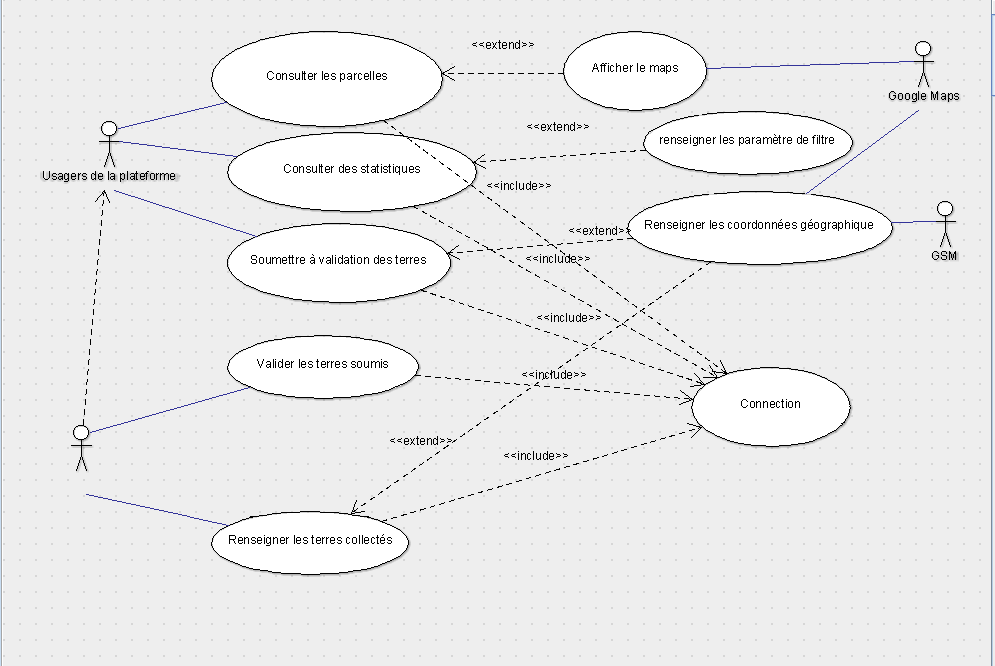 <<extend>>
Consulter les parcelles
Afficher le maps
Google Maps
<<extend>>
renseigner les paramètre de filtre
Usagers de la plateforme
Consulter des statistiques
<<include>>
Renseigner les coordonnées géographique
<<extend>>
GSM
Soumettre à validation des terres
<<include>>
<<include>>
Valider les terres soumis
<<include>>
Connection
<<extend>>
<<include>>
Renseigner les terres collectés